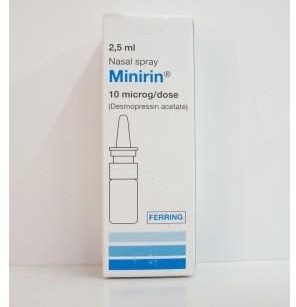 2,5 ml
Nasal spray
Minirin®
10 microg/dose
(Desmopressin acetate)
FERRING